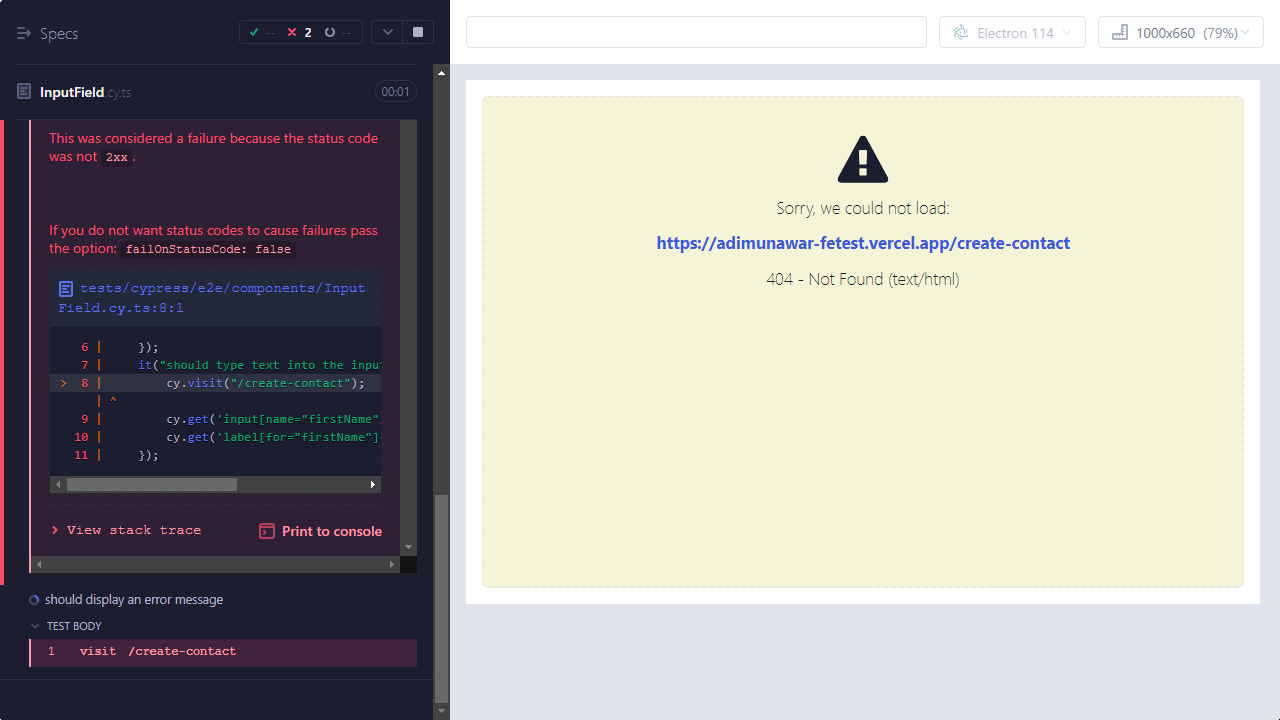 Specs
-- 2 --
Electron 114
1000x660 (79%)
InputField.cy.ts
00:01
This was considered a failure because the status code
was not 2xx.
If you do not want status codes to cause failures pass
the option: failOnStatusCode: false
tests/cypress/e2e/components/Input
Field.cy.ts:8:1
6 | });
7 | it("should type text into the inpu
> 8 | cy.visit("/create-contact");
| ^
9 | cy.get('input[name="firstName"
10 | cy.get('label[for="firstName"]
11 | });
> View stack trace
Print to console
should display an error message
TEST BODY
1 visit /create-contact
Sorry, we could not load:
https://adimunawar-fetest.vercel.app/create-contact
404 - Not Found (text/html)